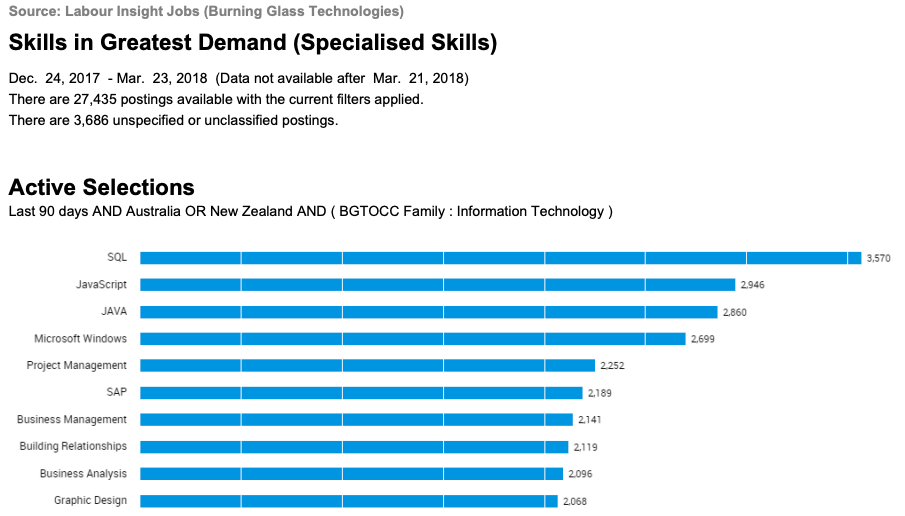 Source: Labour Insight Jobs (Burning Glass Technologies)
Skills in Greatest Demand (Specialised Skills)
Dec. 24, 2017 - Mar. 23, 2018 (Data not available after Mar. 21, 2018)
There are 27,435 postings available with the current filters applied.
There are 3,686 unspecified or unclassified postings.
Active Selections
Last 90 days AND Australia OR New Zealand AND ( BGTOCC Family : Information Technology )
SQL 3,570
JavaScript 2,946
JAVA 2,860
Microsoft Windows 2,699
Project Management 2,252
SAP 2,189
Business Management 2,141
Building Relationships 2,119
Business Analysis 2,096
Graphic Design 2,068